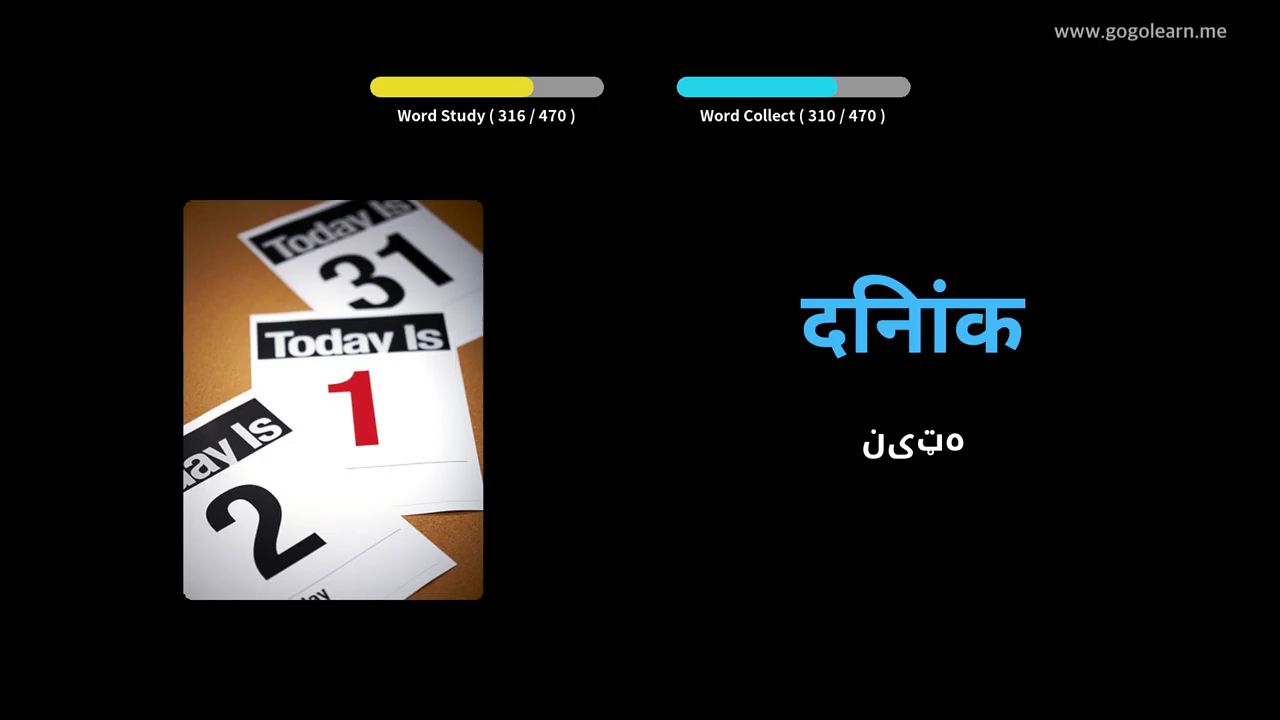 www.gogolearn.me
Word Study ( 316 / 470 )
Word Collect ( 310 / 470 )
Today Is
31
Today Is
1
ay Is
2
दनिांक
هټین